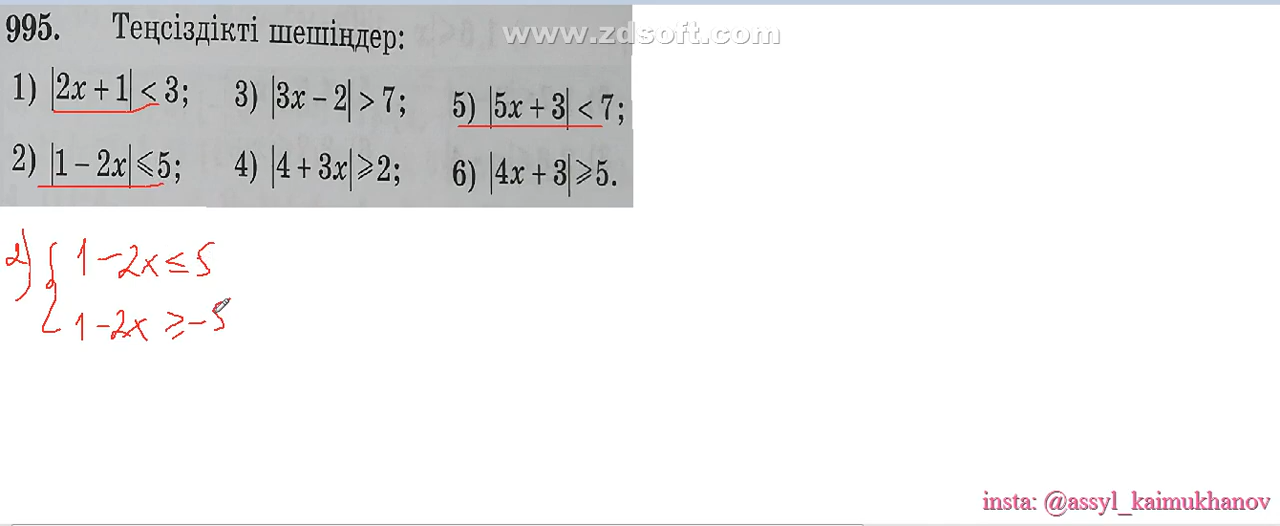 995. Теңсіздікті шешіңдер:
www.zdsoft.com
1) |2x + 1| < 3; 3) |3x − 2| > 7; 5) |5x + 3| < 7;
2) |1 − 2x| ⩽ 5; 4) |4 + 3x| ⩾ 2; 6) |4x + 3| ⩾ 5.
2) { 1 − 2x ≤ 5
1 − 2x ≥ −5
insta: @assyl_kaimukhanov